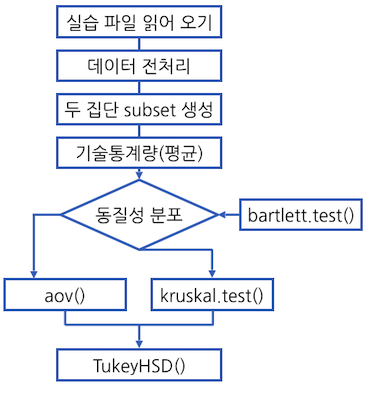 실습 파일 읽어 오기
데이터 전처리
두 집단 subset 생성
기술통계량(평균)
동질성 분포
bartlett.test()
aov()
kruskal.test()
TukeyHSD()